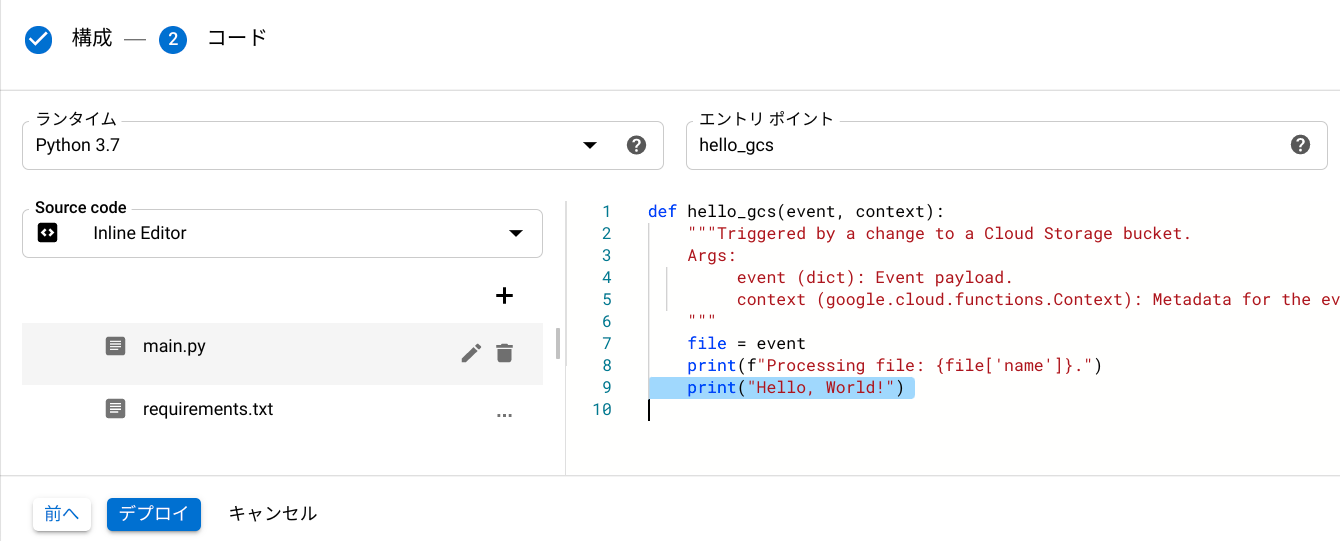 構成 — 2 コード
ランタイム
Python 3.7
エントリ ポイント
hello_gcs
Source code
Inline Editor
main.py
requirements.txt
...
1 def hello_gcs(event, context):
2 """Triggered by a change to a Cloud Storage bucket.
3 Args:
4 event (dict): Event payload.
5 context (google.cloud.functions.Context): Metadata for the ev
6 """
7 file = event
8 print(f"Processing file: {file['name']}.")
9 print("Hello, World!")
10
前へ デプロイ キャンセル